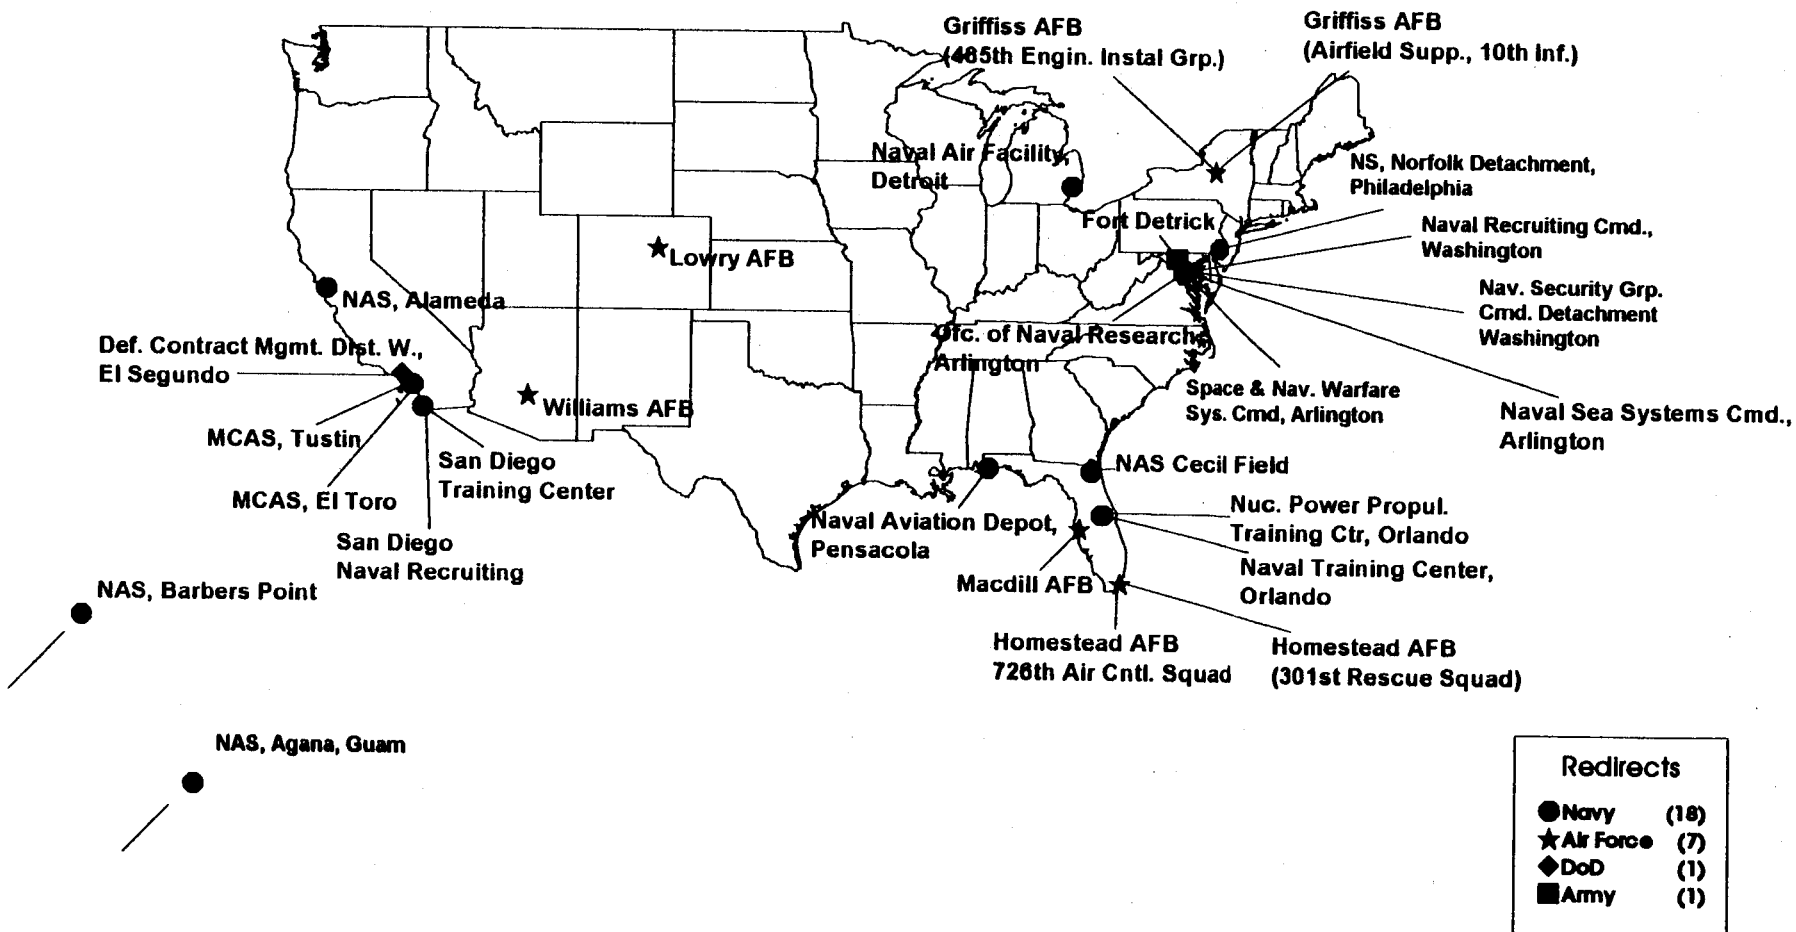 Griffiss AFB
(485th Engin. Instal Grp.)
Griffiss AFB
(Airfield Supp., 10th Inf.)
Naval Air Facility,
Detroit
NS, Norfolk Detachment,
Philadelphia
Fort Detrick
Naval Recruiting Cmd.,
Washington
Lowry AFB
NAS, Alameda
Nav. Security Grp.
Cmd. Detachment
Washington
Ofc. of Naval Research,
Arlington
Def. Contract Mgmt. Dist. W.,
El Segundo
Williams AFB
Space & Nav. Warfare
Sys. Cmd, Arlington
Naval Sea Systems Cmd.,
Arlington
MCAS, Tustin
San Diego
Training Center
NAS Cecil Field
MCAS, El Toro
Naval Aviation Depot,
Pensacola
Nuc. Power Propul.
Training Ctr, Orlando
San Diego
Naval Recruiting
Macdill AFB
Naval Training Center,
Orlando
NAS, Barbers Point
Homestead AFB
726th Air Cntl. Squad
Homestead AFB
(301st Rescue Squad)
NAS, Agana, Guam
Redirects
Navy (18)
Air Force (7)
DoD (1)
Army (1)